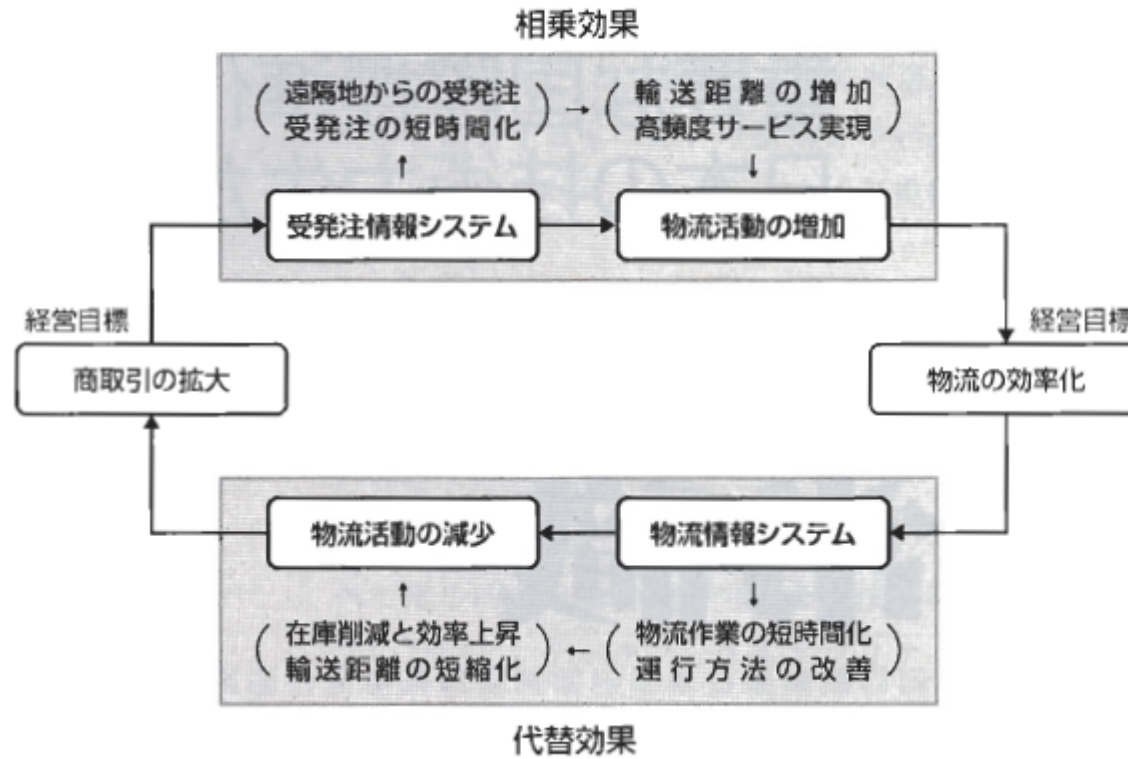 相乗効果
遠隔地からの受発注
受発注の短時間化
→
輸送距離の増加
高頻度サービス実現
↑
↓
受発注情報システム
物流活動の増加
経営目標
商取引の拡大
経営目標
物流の効率化
物流活動の減少
物流情報システム
↑
↓
在庫削減と効率上昇
輸送距離の短縮化
←
物流作業の短時間化
運行方法の改善
代替効果